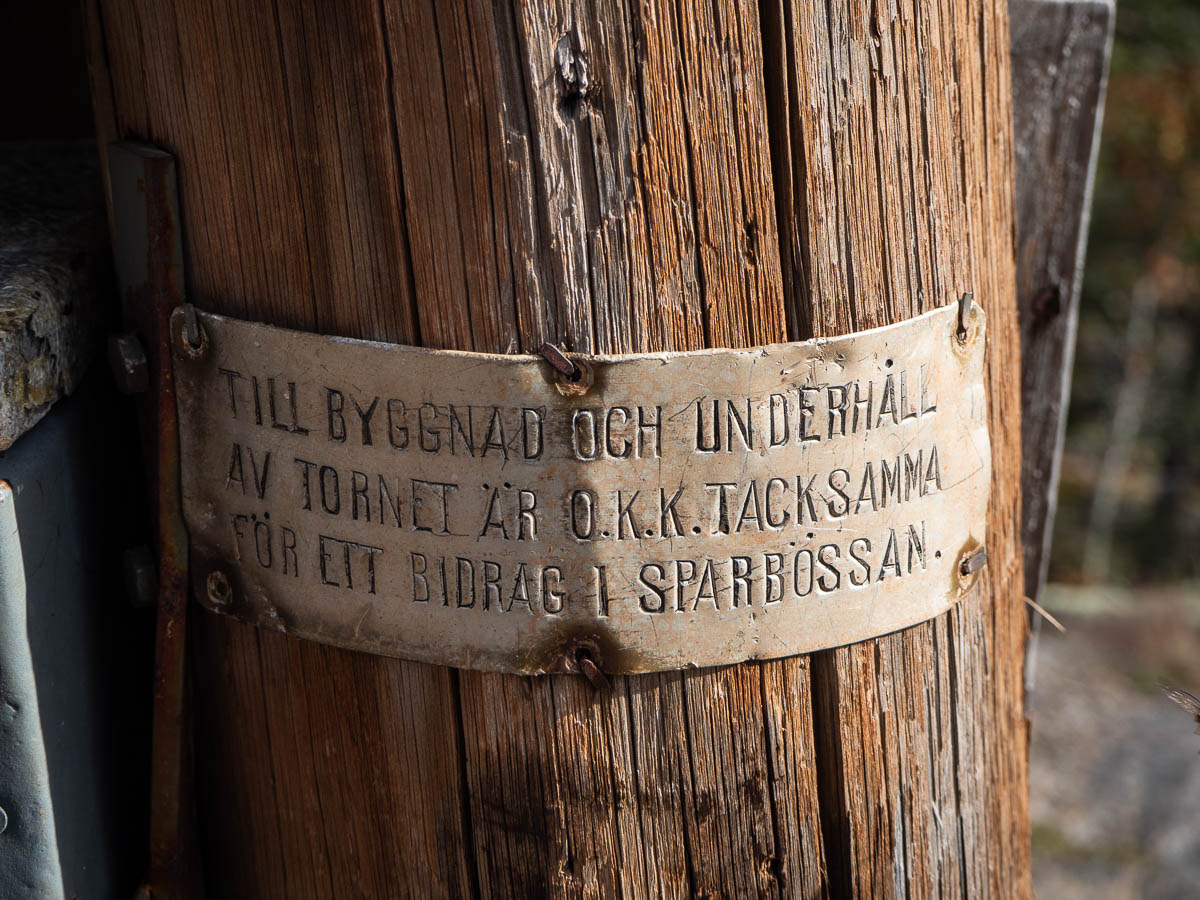 TILL BYGGNAD OCH UNDERHÅLL
AV TORNET ÄR O.K.K. TACKSAMMA
FÖR ETT BIDRAG I SPARBÖSSAN.